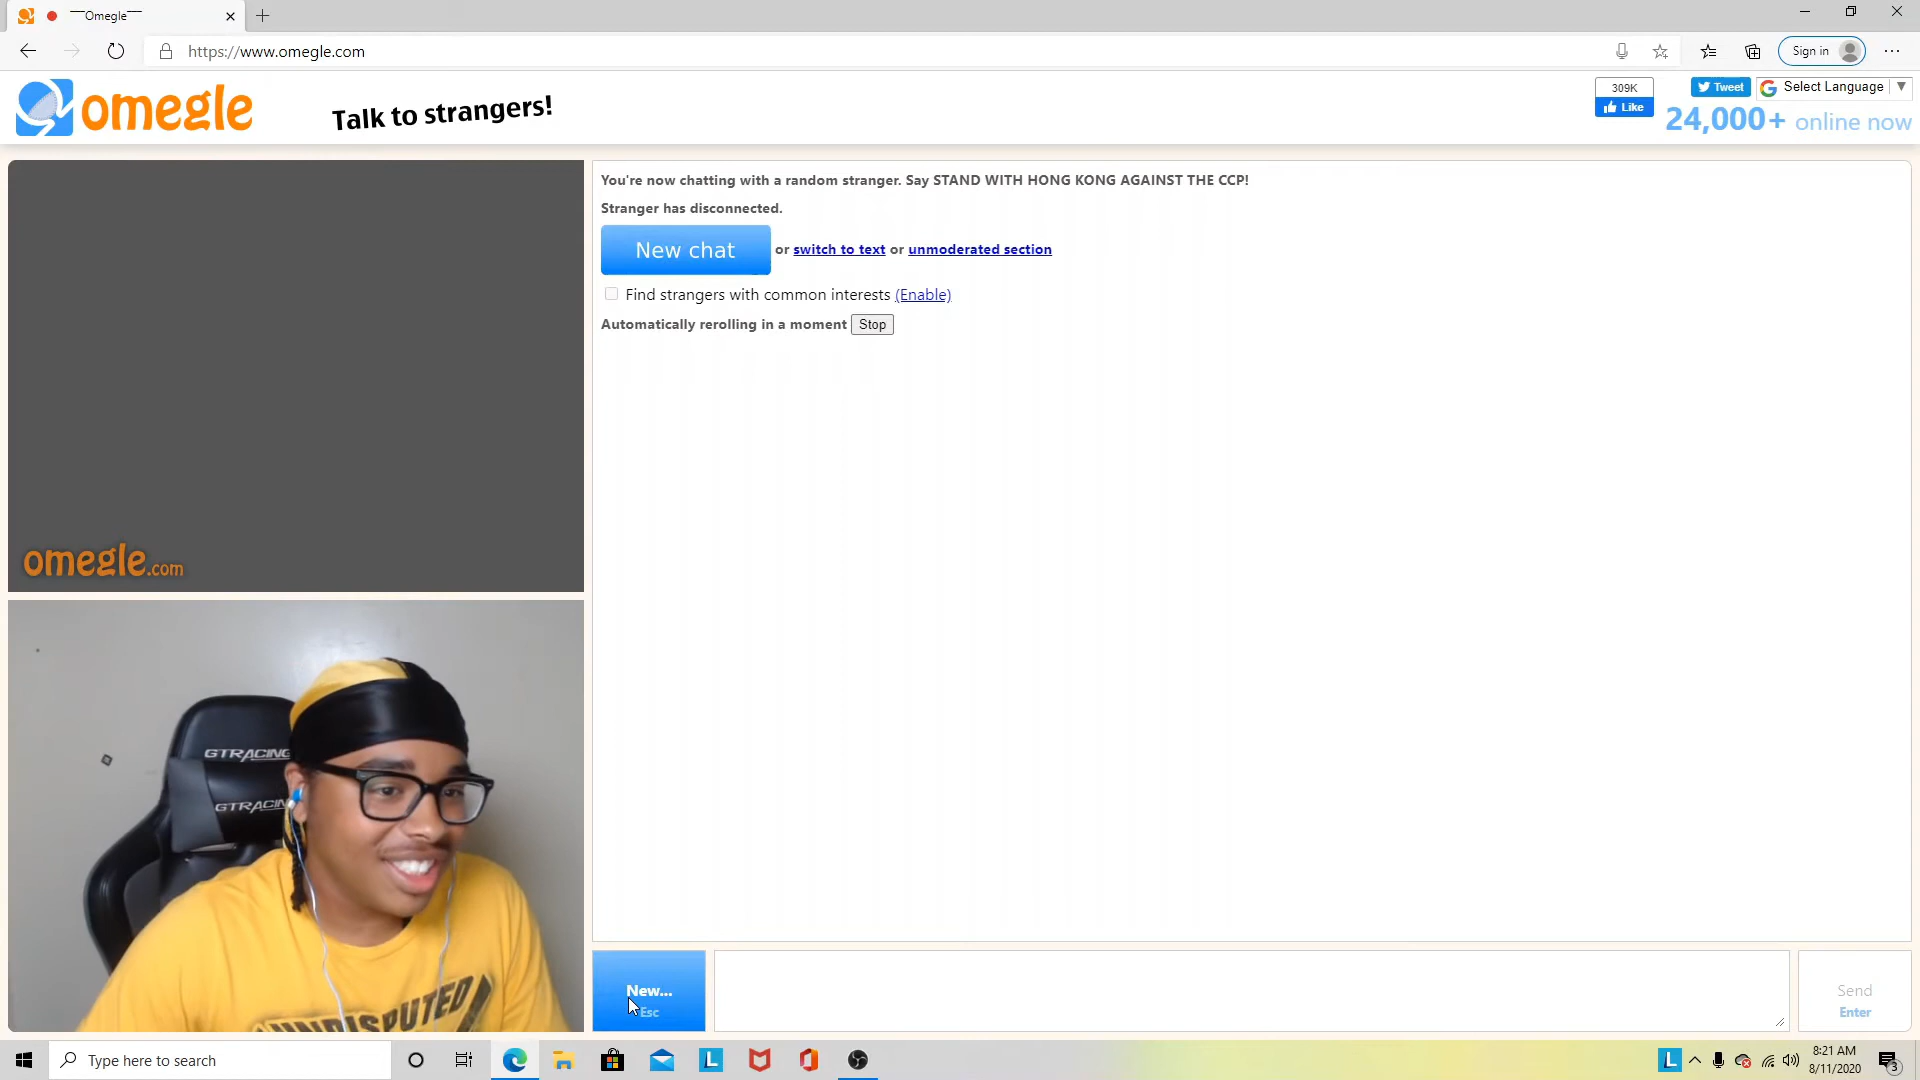 Omegle
https://www.omegle.com
Sign in
omegle
Talk to strangers!
309K
Like
Tweet
Select Language
24,000+ online now
You're now chatting with a random stranger. Say STAND WITH HONG KONG AGAINST THE CCP!
Stranger has disconnected.
New chat or switch to text or unmoderated section
Find strangers with common interests (Enable)
Automatically rerolling in a moment Stop
omegle.com
GTRACING
GTRACING
UNDISPUTED
New...
Esc
Send
Enter
Type here to search
8:21 AM
8/11/2020
3